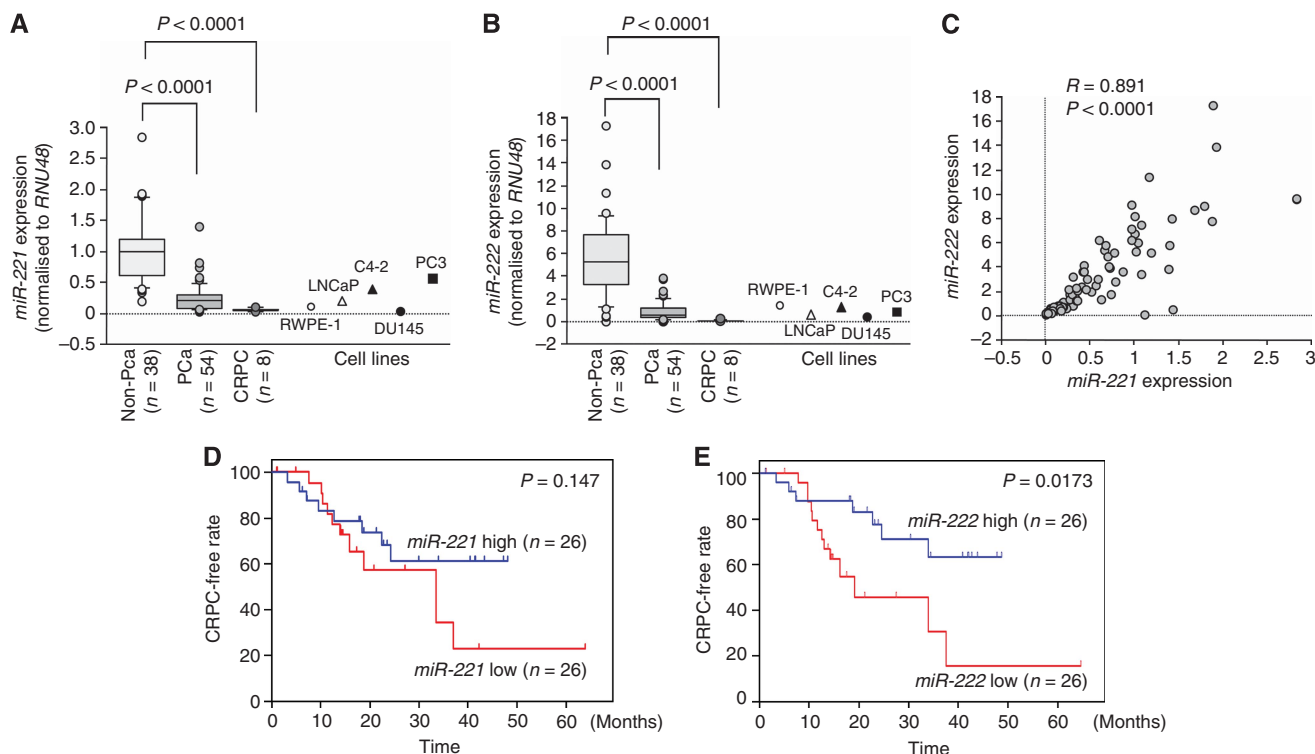 A
P < 0.0001
P < 0.0001
miR-221 expression
(normalised to RNU48)
3.0
2.0
1.5
1.0
0.5
0
–0.5
RWPE-1
LNCaP
C4-2
DU145
PC3
Non-Pca
(n = 38)
PCa
(n = 54)
CRPC
(n = 8)
Cell lines
B
P < 0.0001
P < 0.0001
miR-222 expression
(normalised to RNU48)
18
16
14
12
10
8
6
4
2
0
–2
RWPE-1
LNCaP
C4-2
DU145
PC3
Non-Pca
(n = 38)
PCa
(n = 54)
CRPC
(n = 8)
Cell lines
C
R = 0.891
P < 0.0001
miR-222 expression
18
16
14
12
10
8
6
4
2
0
–2
–0.5
0
0.5
1
1.5
2
2.5
3
miR-221 expression
D
P = 0.147
CRPC-free rate
100
80
60
40
20
0
miR-221 high (n = 26)
miR-221 low (n = 26)
0 10 20 30 40 50 60 (Months)
Time
E
P = 0.0173
CRPC-free rate
100
80
60
40
20
0
miR-222 high (n = 26)
miR-222 low (n = 26)
0 10 20 30 40 50 60 (Months)
Time